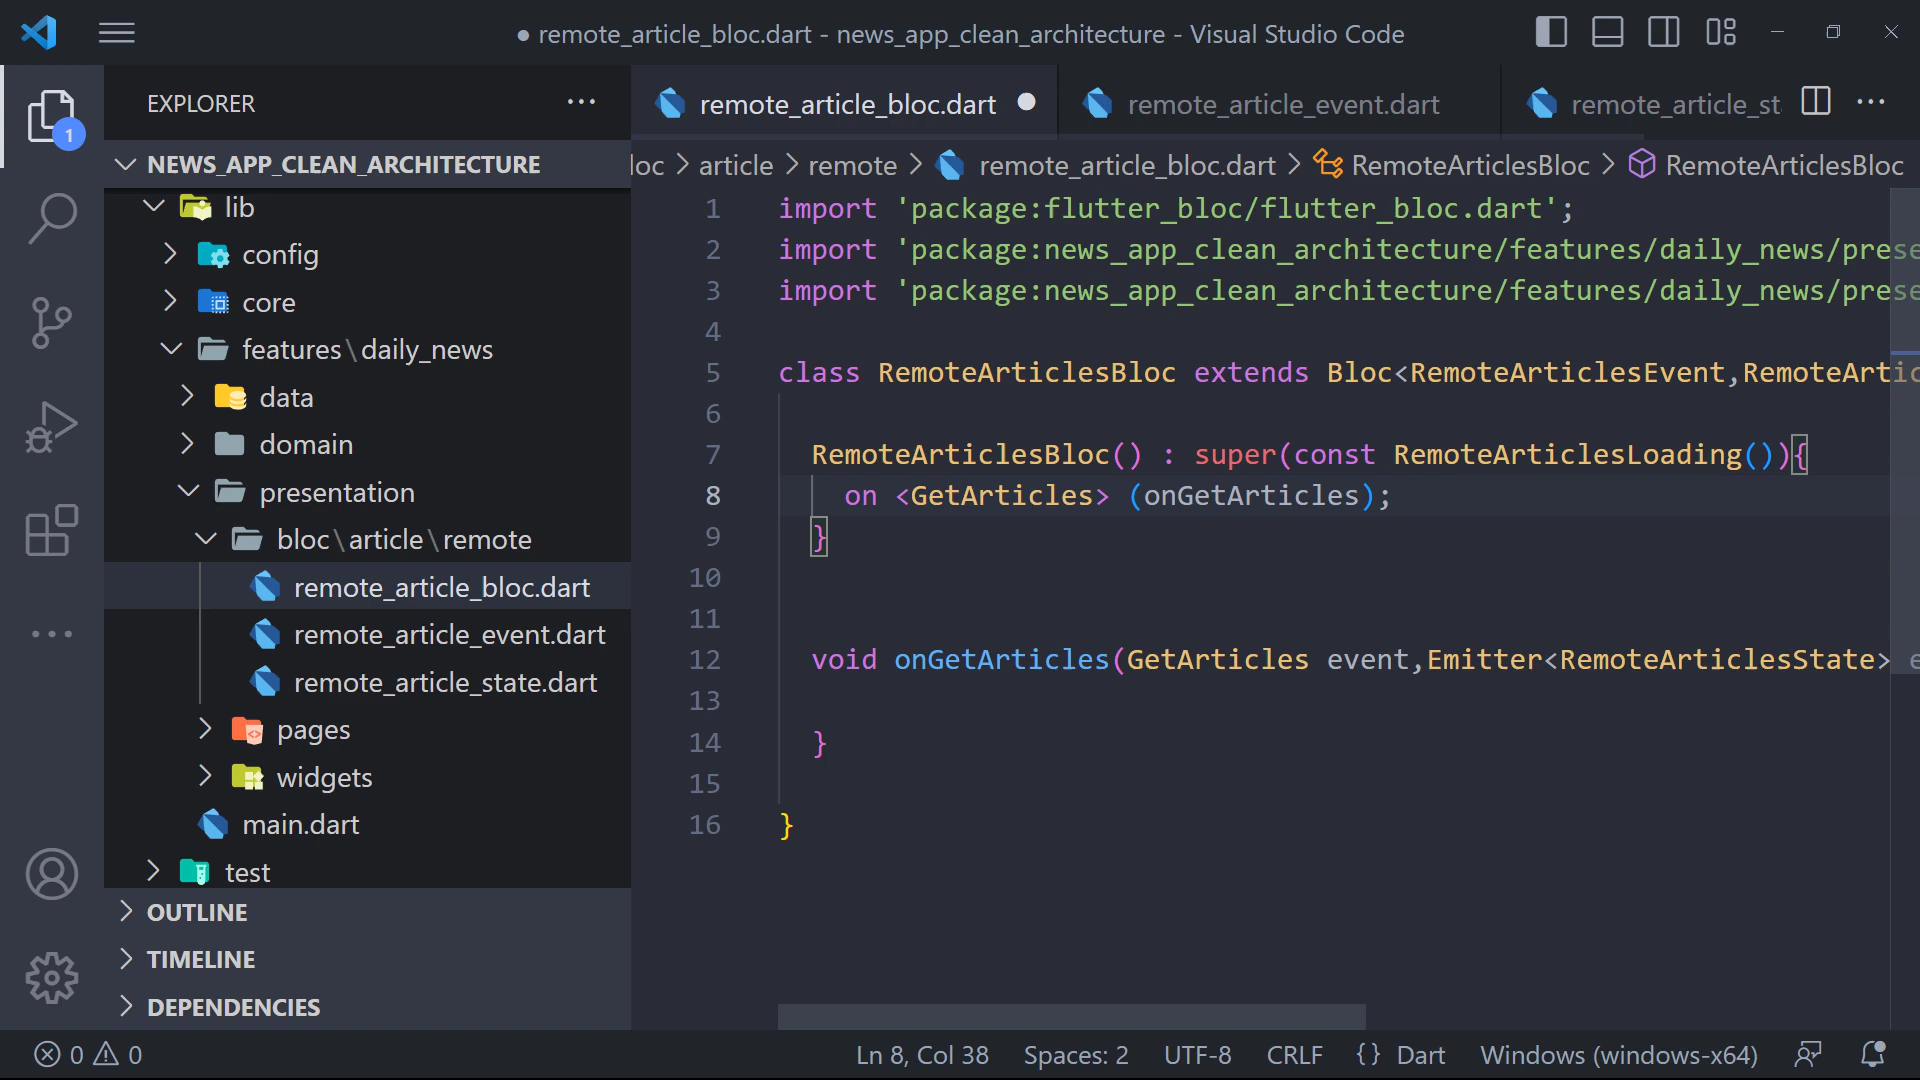 ● remote_article_bloc.dart - news_app_clean_architecture - Visual Studio Code
EXPLORER
remote_article_bloc.dart
remote_article_event.dart
remote_article_st
1
NEWS_APP_CLEAN_ARCHITECTURE
loc > article > remote > remote_article_bloc.dart > RemoteArticlesBloc > RemoteArticlesBloc
lib
config
core
features\daily_news
data
domain
presentation
bloc\article\remote
remote_article_bloc.dart
remote_article_event.dart
remote_article_state.dart
pages
widgets
main.dart
test
OUTLINE
TIMELINE
DEPENDENCIES
1 import 'package:flutter_bloc/flutter_bloc.dart';
2 import 'package:news_app_clean_architecture/features/daily_news/prese
3 import 'package:news_app_clean_architecture/features/daily_news/prese
4
5 class RemoteArticlesBloc extends Bloc<RemoteArticlesEvent,RemoteArtic
6
7 RemoteArticlesBloc() : super(const RemoteArticlesLoading()){
8 on <GetArticles> (onGetArticles);
9 }
10
11
12 void onGetArticles(GetArticles event,Emitter<RemoteArticlesState> e
13
14 }
15
16 }
0 0
Ln 8, Col 38
Spaces: 2
UTF-8
CRLF
{ } Dart
Windows (windows-x64)